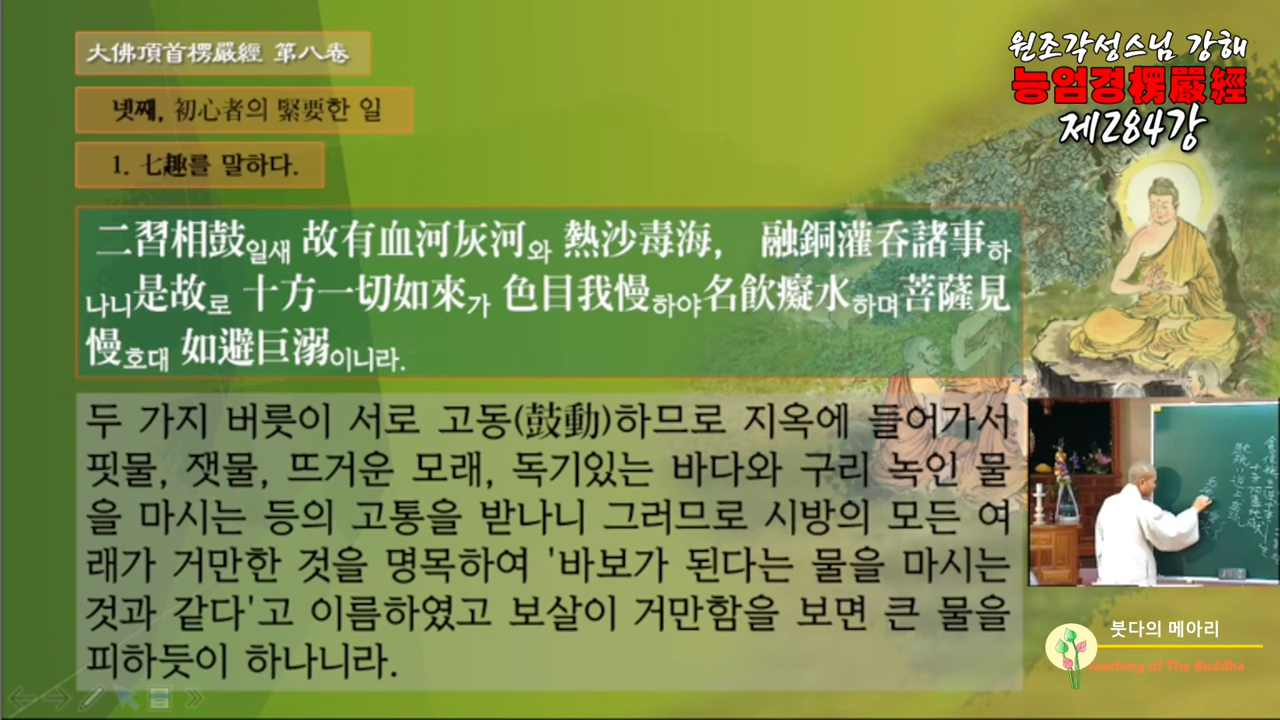 大佛頂首楞嚴經 第八卷
넷째, 初心者의 緊要한 일
1. 七趣를 말하다.
二習相鼓일새 故有血河灰河와 熱沙毒海, 融銅灌呑諸事하
나니是故로 十方一切如來가 色目我慢하야名飮癡水하며菩薩見
慢호대 如避巨溺이니라.
두 가지 버릇이 서로 고동(鼓動)하므로 지옥에 들어가서
핏물, 잿물, 뜨거운 모래, 독기있는 바다와 구리 녹인 물
을 마시는 등의 고통을 받나니 그러므로 시방의 모든 여
래가 거만한 것을 명목하여 '바보가 된다는 물을 마시는
것과 같다'고 이름하였고 보살이 거만함을 보면 큰 물을
피하듯이 하나니라.
원조각성스님 강해
능엄경楞嚴經
제284강
붓다의 메아리
Teaching of The Buddha